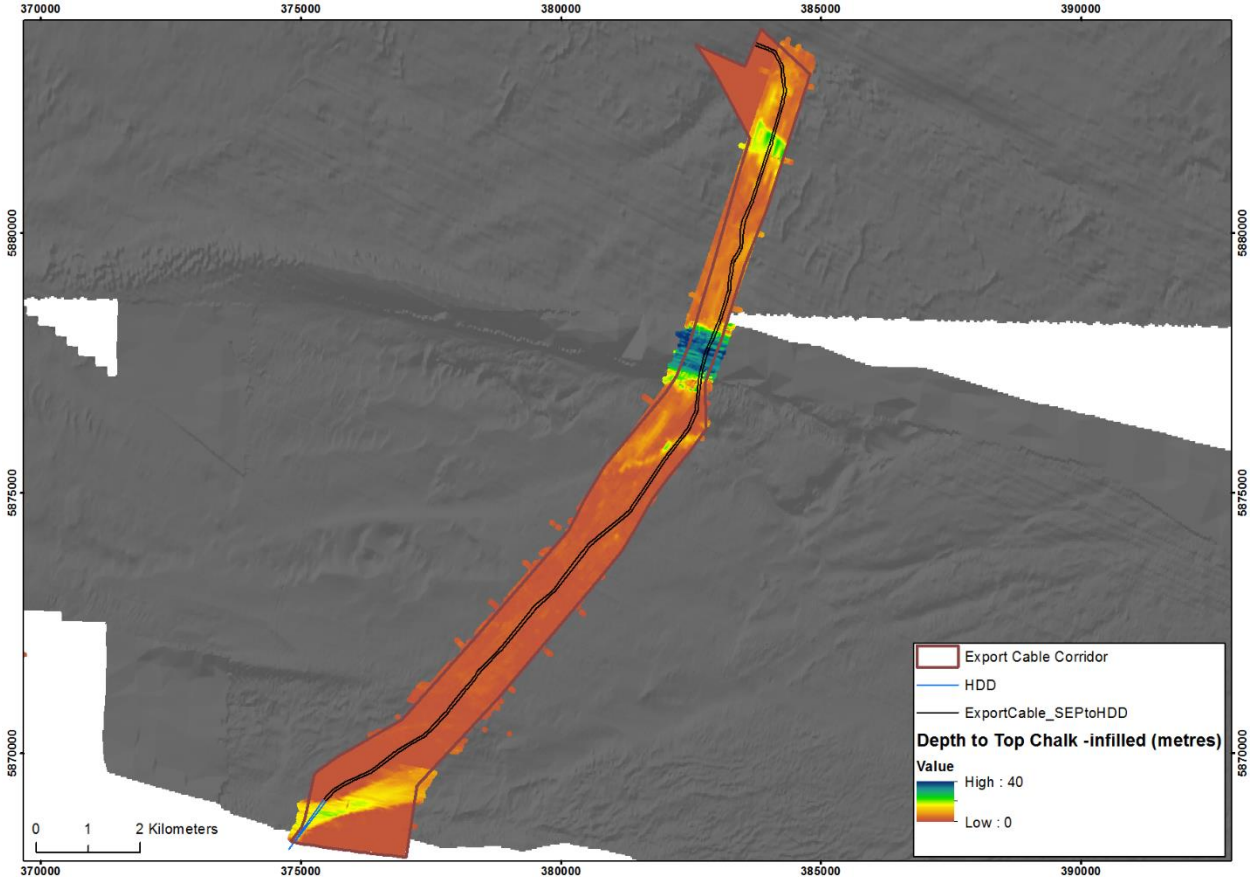 370000 375000 380000 385000 390000
5880000 5880000
5875000 5875000
5870000 5870000
Export Cable Corridor
HDD
ExportCable_SEPtoHDD
Depth to Top Chalk -infilled (metres)
Value
High : 40
Low : 0
0 1 2 Kilometers
370000 375000 380000 385000 390000